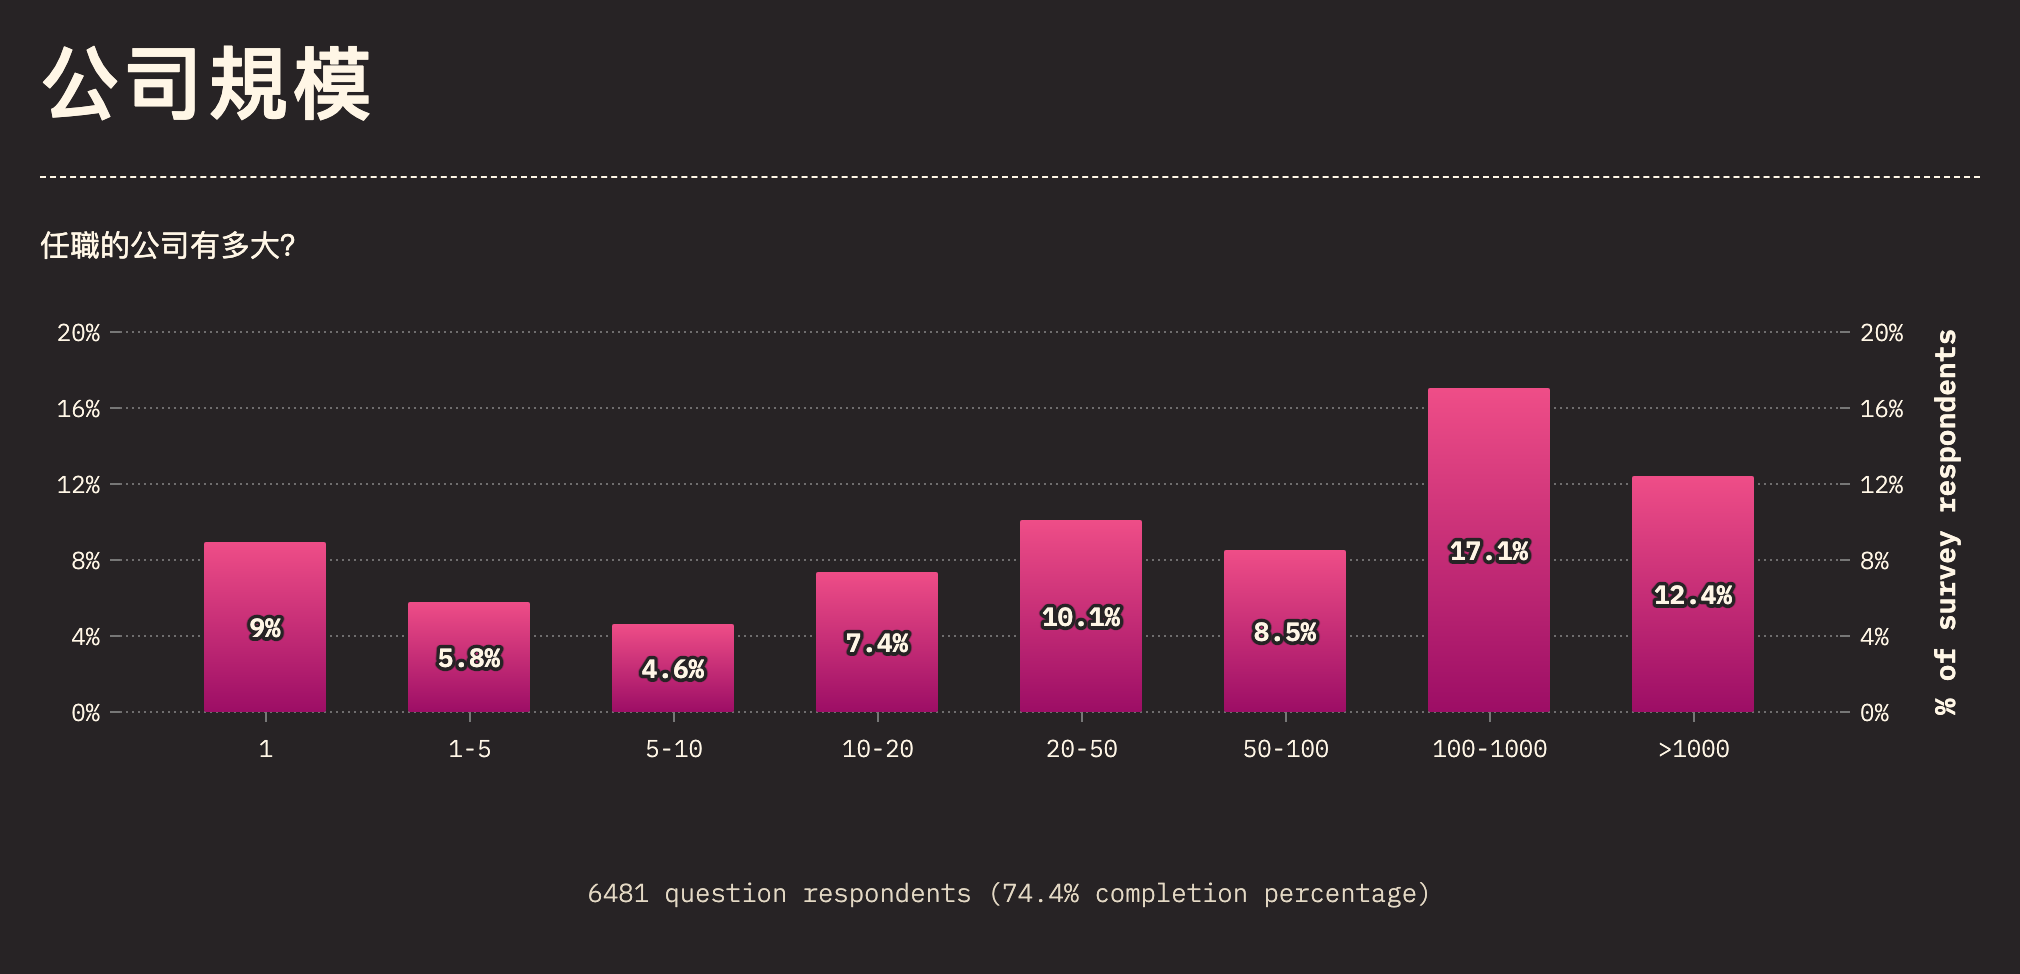 公司規模
任職的公司有多大?
20% 20%
16% 16%
12% 12%
8% 8%
4% 4%
0% 0%
% of survey respondents
9% 5.8% 4.6% 7.4% 10.1% 8.5% 17.1% 12.4%
1 1-5 5-10 10-20 20-50 50-100 100-1000 >1000
6481 question respondents (74.4% completion percentage)